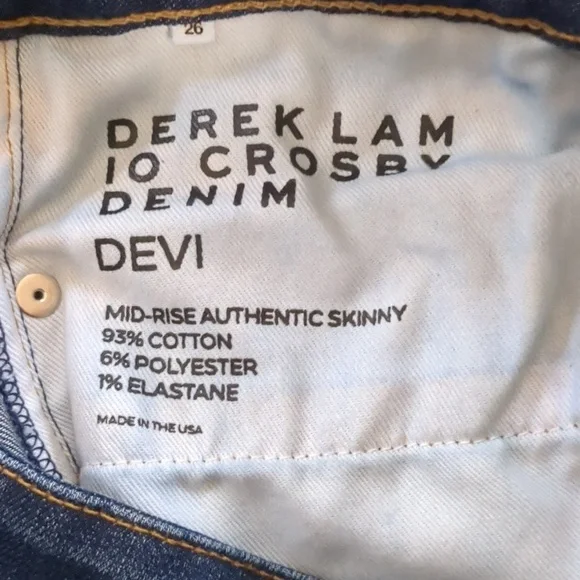 26
DEREK LAM
10 CROSBY
DENIM
DEVI
MID-RISE AUTHENTIC SKINNY
93% COTTON
6% POLYESTER
1% ELASTANE
MADE IN THE USA